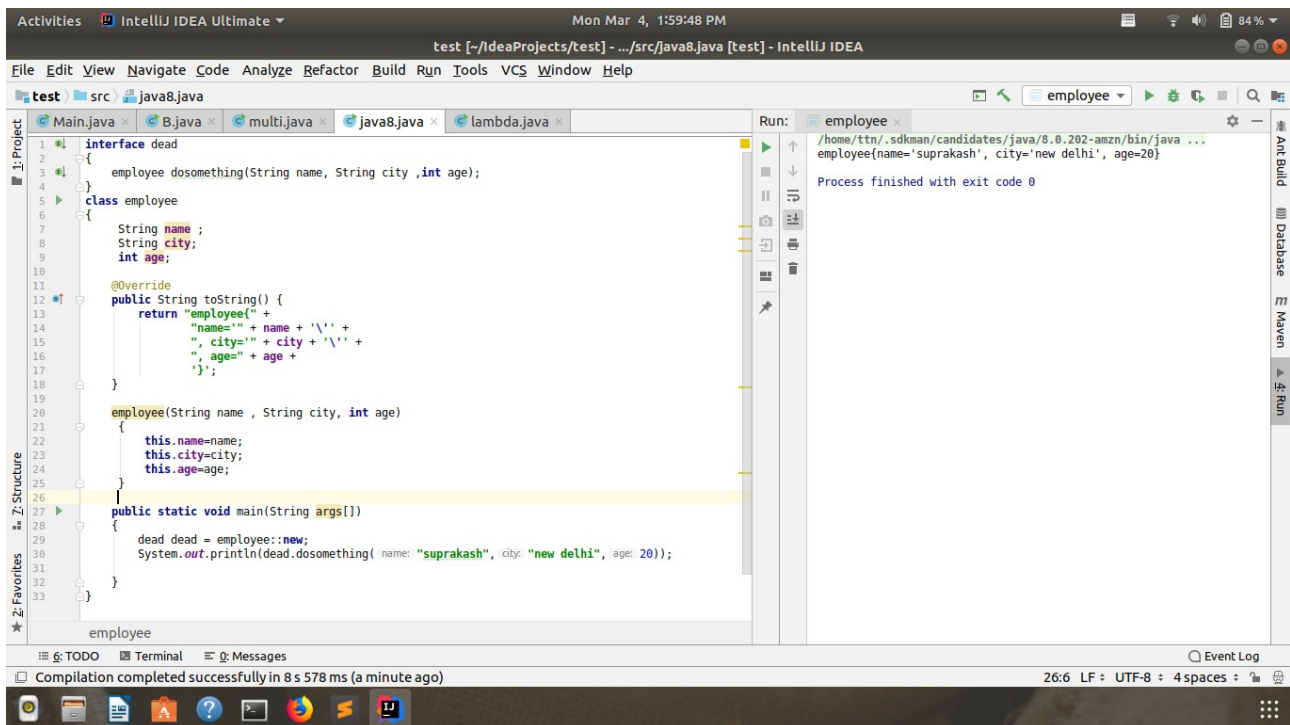 Activities IntelliJ IDEA Ultimate Mon Mar 4, 1:59:48 PM 84 %
test [~/IdeaProjects/test] - .../src/java8.java [test] - IntelliJ IDEA
File Edit View Navigate Code Analyze Refactor Build Run Tools VCS Window Help
test src java8.java employee
Main.java B.java multi.java java8.java lambda.java
1 interface dead
2 {
3 employee dosomething(String name, String city ,int age);
4 }
5 class employee
6 {
7 String name ;
8 String city;
9 int age;
10
11 @Override
12 public String toString() {
13 return "employee{" +
14 "name='" + name + '\'' +
15 ", city='" + city + '\'' +
16 ", age=" + age +
17 '}';
18 }
19
20 employee(String name , String city, int age)
21 {
22 this.name=name;
23 this.city=city;
24 this.age=age;
25 }
26
27 public static void main(String args[])
28 {
29 dead dead = employee::new;
30 System.out.println(dead.dosomething( name: "suprakash", city: "new delhi", age: 20));
31
32 }
33 }
employee
Run: employee
/home/ttn/.sdkman/candidates/java/8.0.202-amzn/bin/java ...
employee{name='suprakash', city='new delhi', age=20}
Process finished with exit code 0
1: Project
7: Structure
2: Favorites
Ant Build
Database
m Maven
4: Run
6: TODO Terminal 0: Messages Event Log
Compilation completed successfully in 8 s 578 ms (a minute ago) 26:6 LF UTF-8 4 spaces